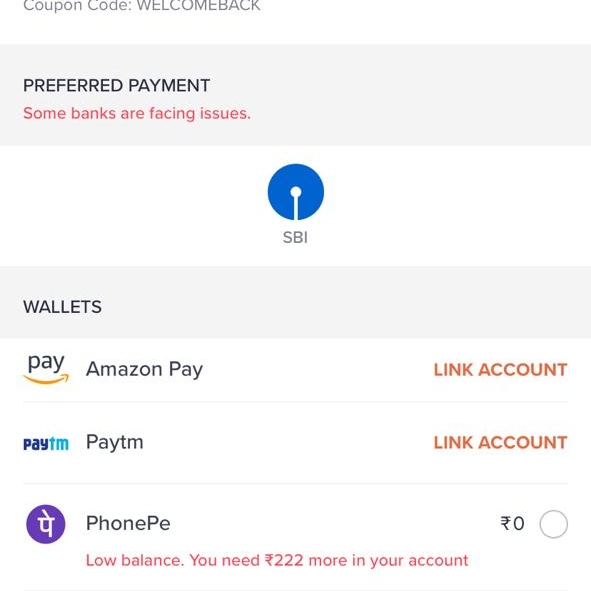 Coupon Code: WELCOMEBACK
PREFERRED PAYMENT
Some banks are facing issues.
SBI
WALLETS
pay Amazon Pay LINK ACCOUNT
paytm Paytm LINK ACCOUNT
पे PhonePe ₹0
Low balance. You need ₹222 more in your account